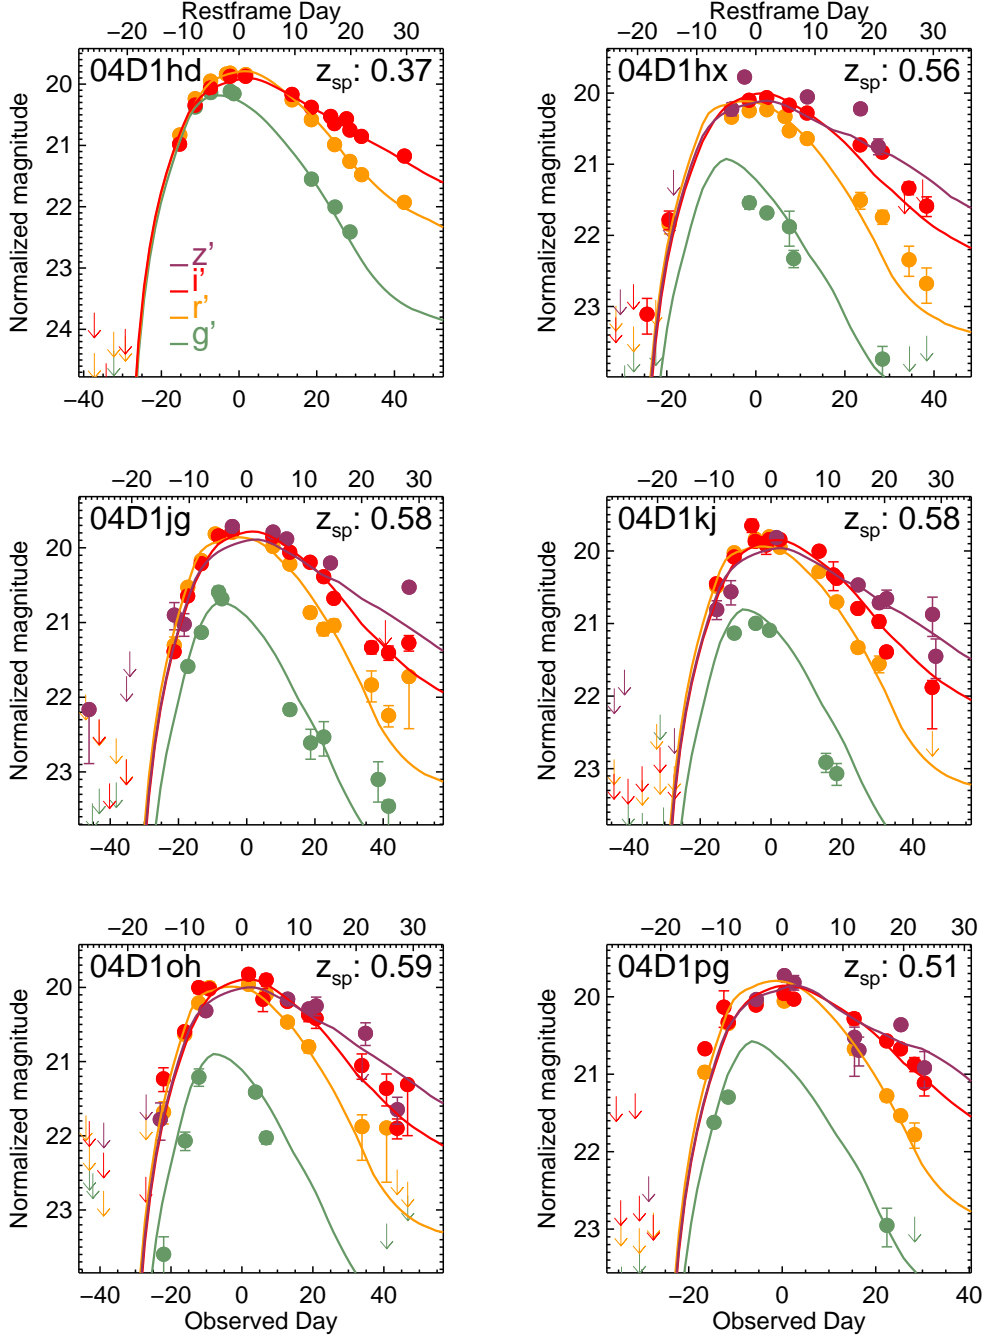 Restframe Day Restframe Day
−20 −10 0 10 20 30 −20 −10 0 10 20 30
04D1hd z_sp: 0.37 04D1hx z_sp: 0.56
Normalized magnitude Normalized magnitude
20 21 22 23 24 20 21 22 23
z’
i’
r’
g’
−40 −20 0 20 40 −20 0 20 40
−20 −10 0 10 20 30 −20 −10 0 10 20 30
04D1jg z_sp: 0.58 04D1kj z_sp: 0.58
Normalized magnitude Normalized magnitude
20 21 22 23 20 21 22 23
−40 −20 0 20 40 −40 −20 0 20 40
−20 −10 0 10 20 30 −20 −10 0 10 20 30
04D1oh z_sp: 0.59 04D1pg z_sp: 0.51
Normalized magnitude Normalized magnitude
20 21 22 23 20 21 22 23
−40 −20 0 20 40 −20 0 20 40
Observed Day Observed Day